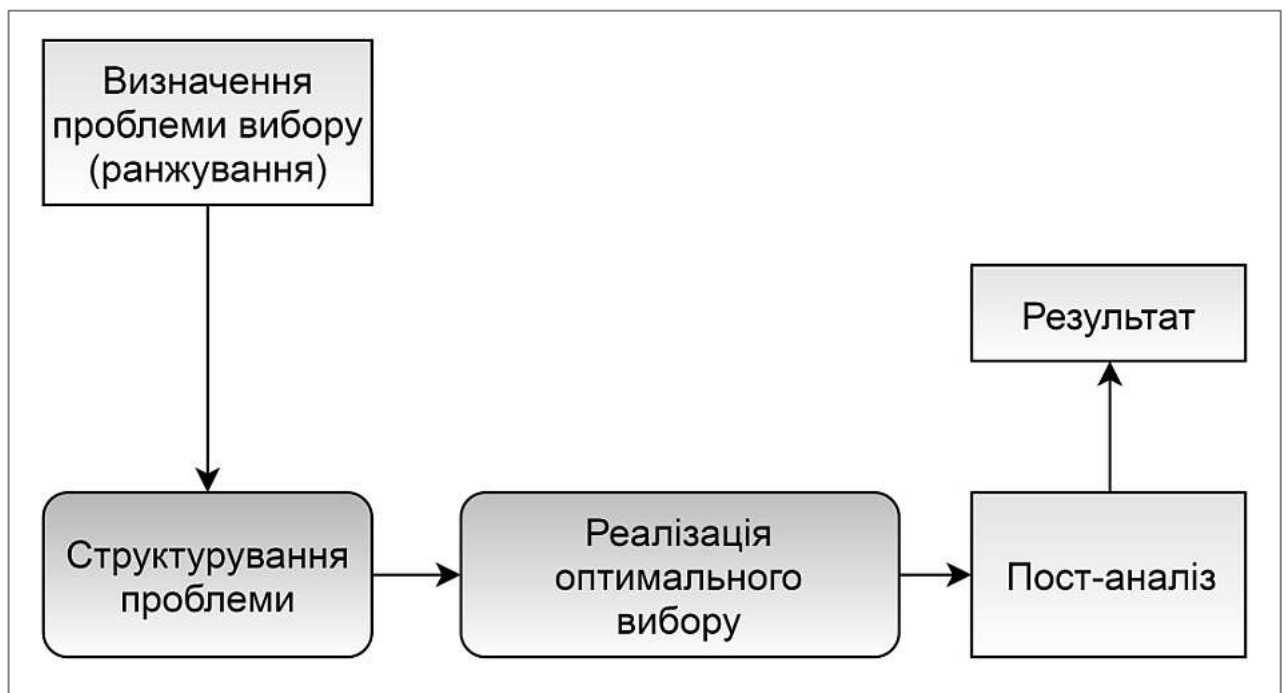 Визначення
проблеми вибору
(ранжування)
Структурування
проблеми
Реалізація
оптимального
вибору
Пост-аналіз
Результат